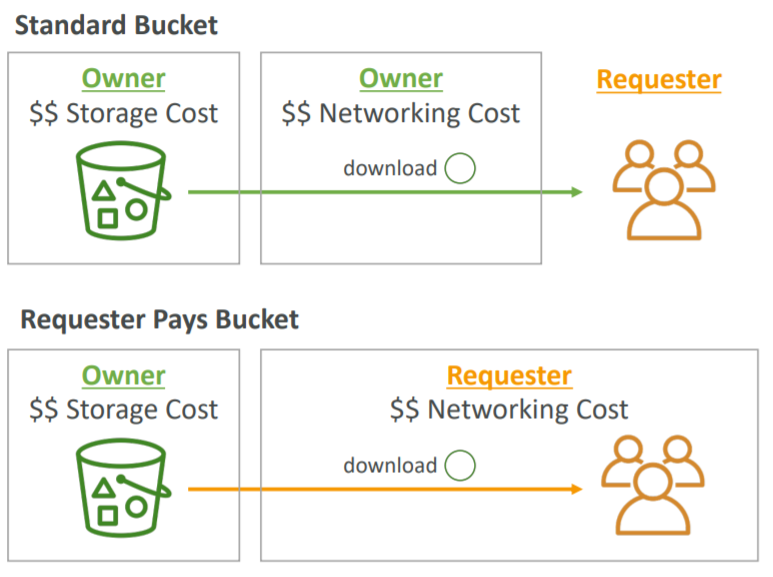 Standard Bucket
Owner
$$ Storage Cost
Owner
$$ Networking Cost
download
Requester
Requester Pays Bucket
Owner
$$ Storage Cost
Requester
$$ Networking Cost
download